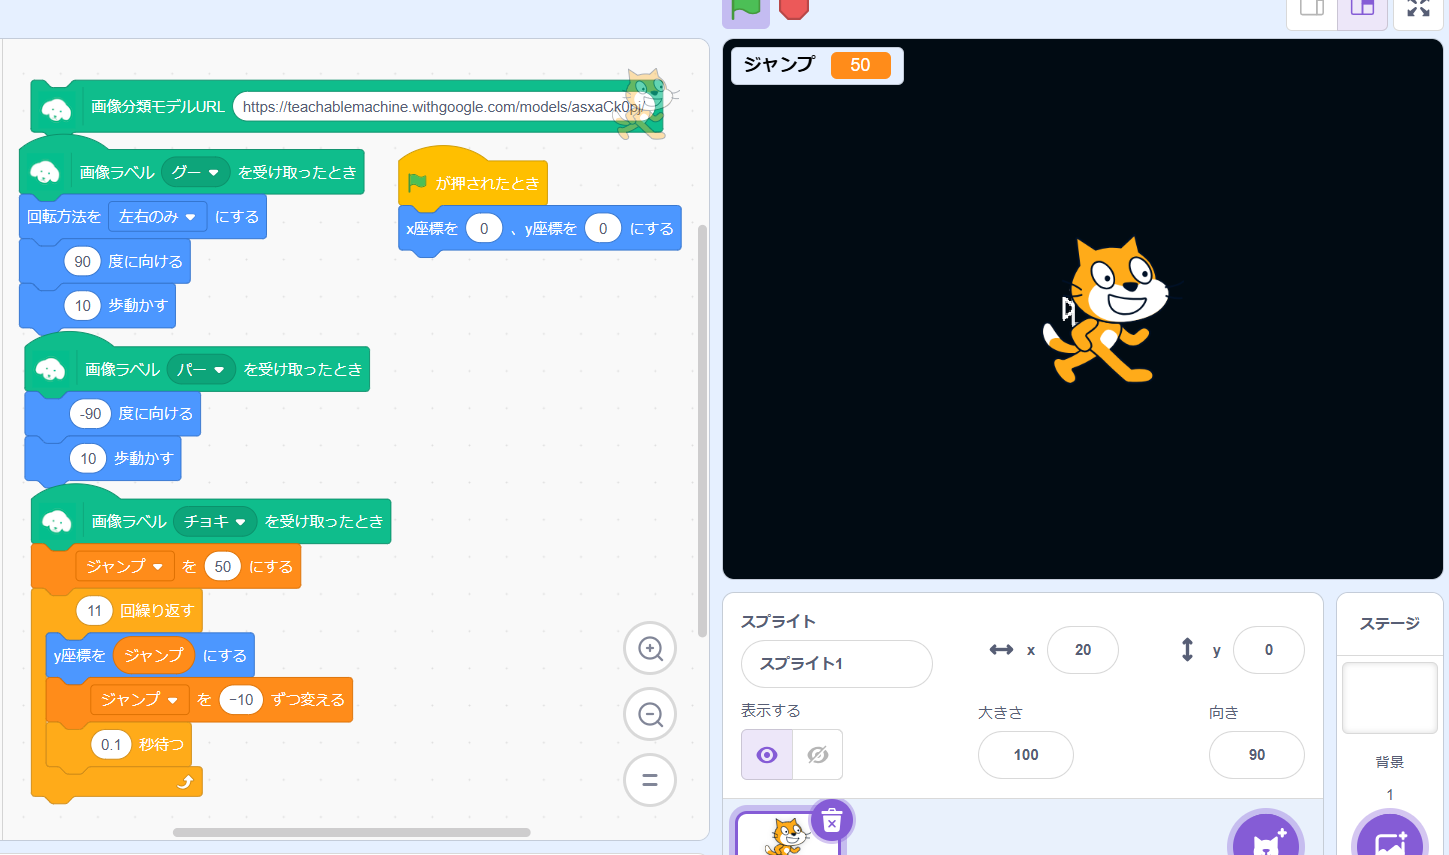 画像分類モデルURL https://teachablemachine.withgoogle.com/models/asxaCk0pj/
画像ラベル グー を受け取ったとき
回転方法を 左右のみ にする
90 度に向ける
10 歩動かす
画像ラベル パー を受け取ったとき
-90 度に向ける
10 歩動かす
画像ラベル チョキ を受け取ったとき
ジャンプ を 50 にする
11 回繰り返す
y座標を ジャンプ にする
ジャンプ を -10 ずつ変える
0.1 秒待つ
が押されたとき
x座標を 0 、y座標を 0 にする
ジャンプ 50
スプライト
スプライト1
x 20
y 0
表示する
大きさ
100
向き
90
ステージ
背景
1